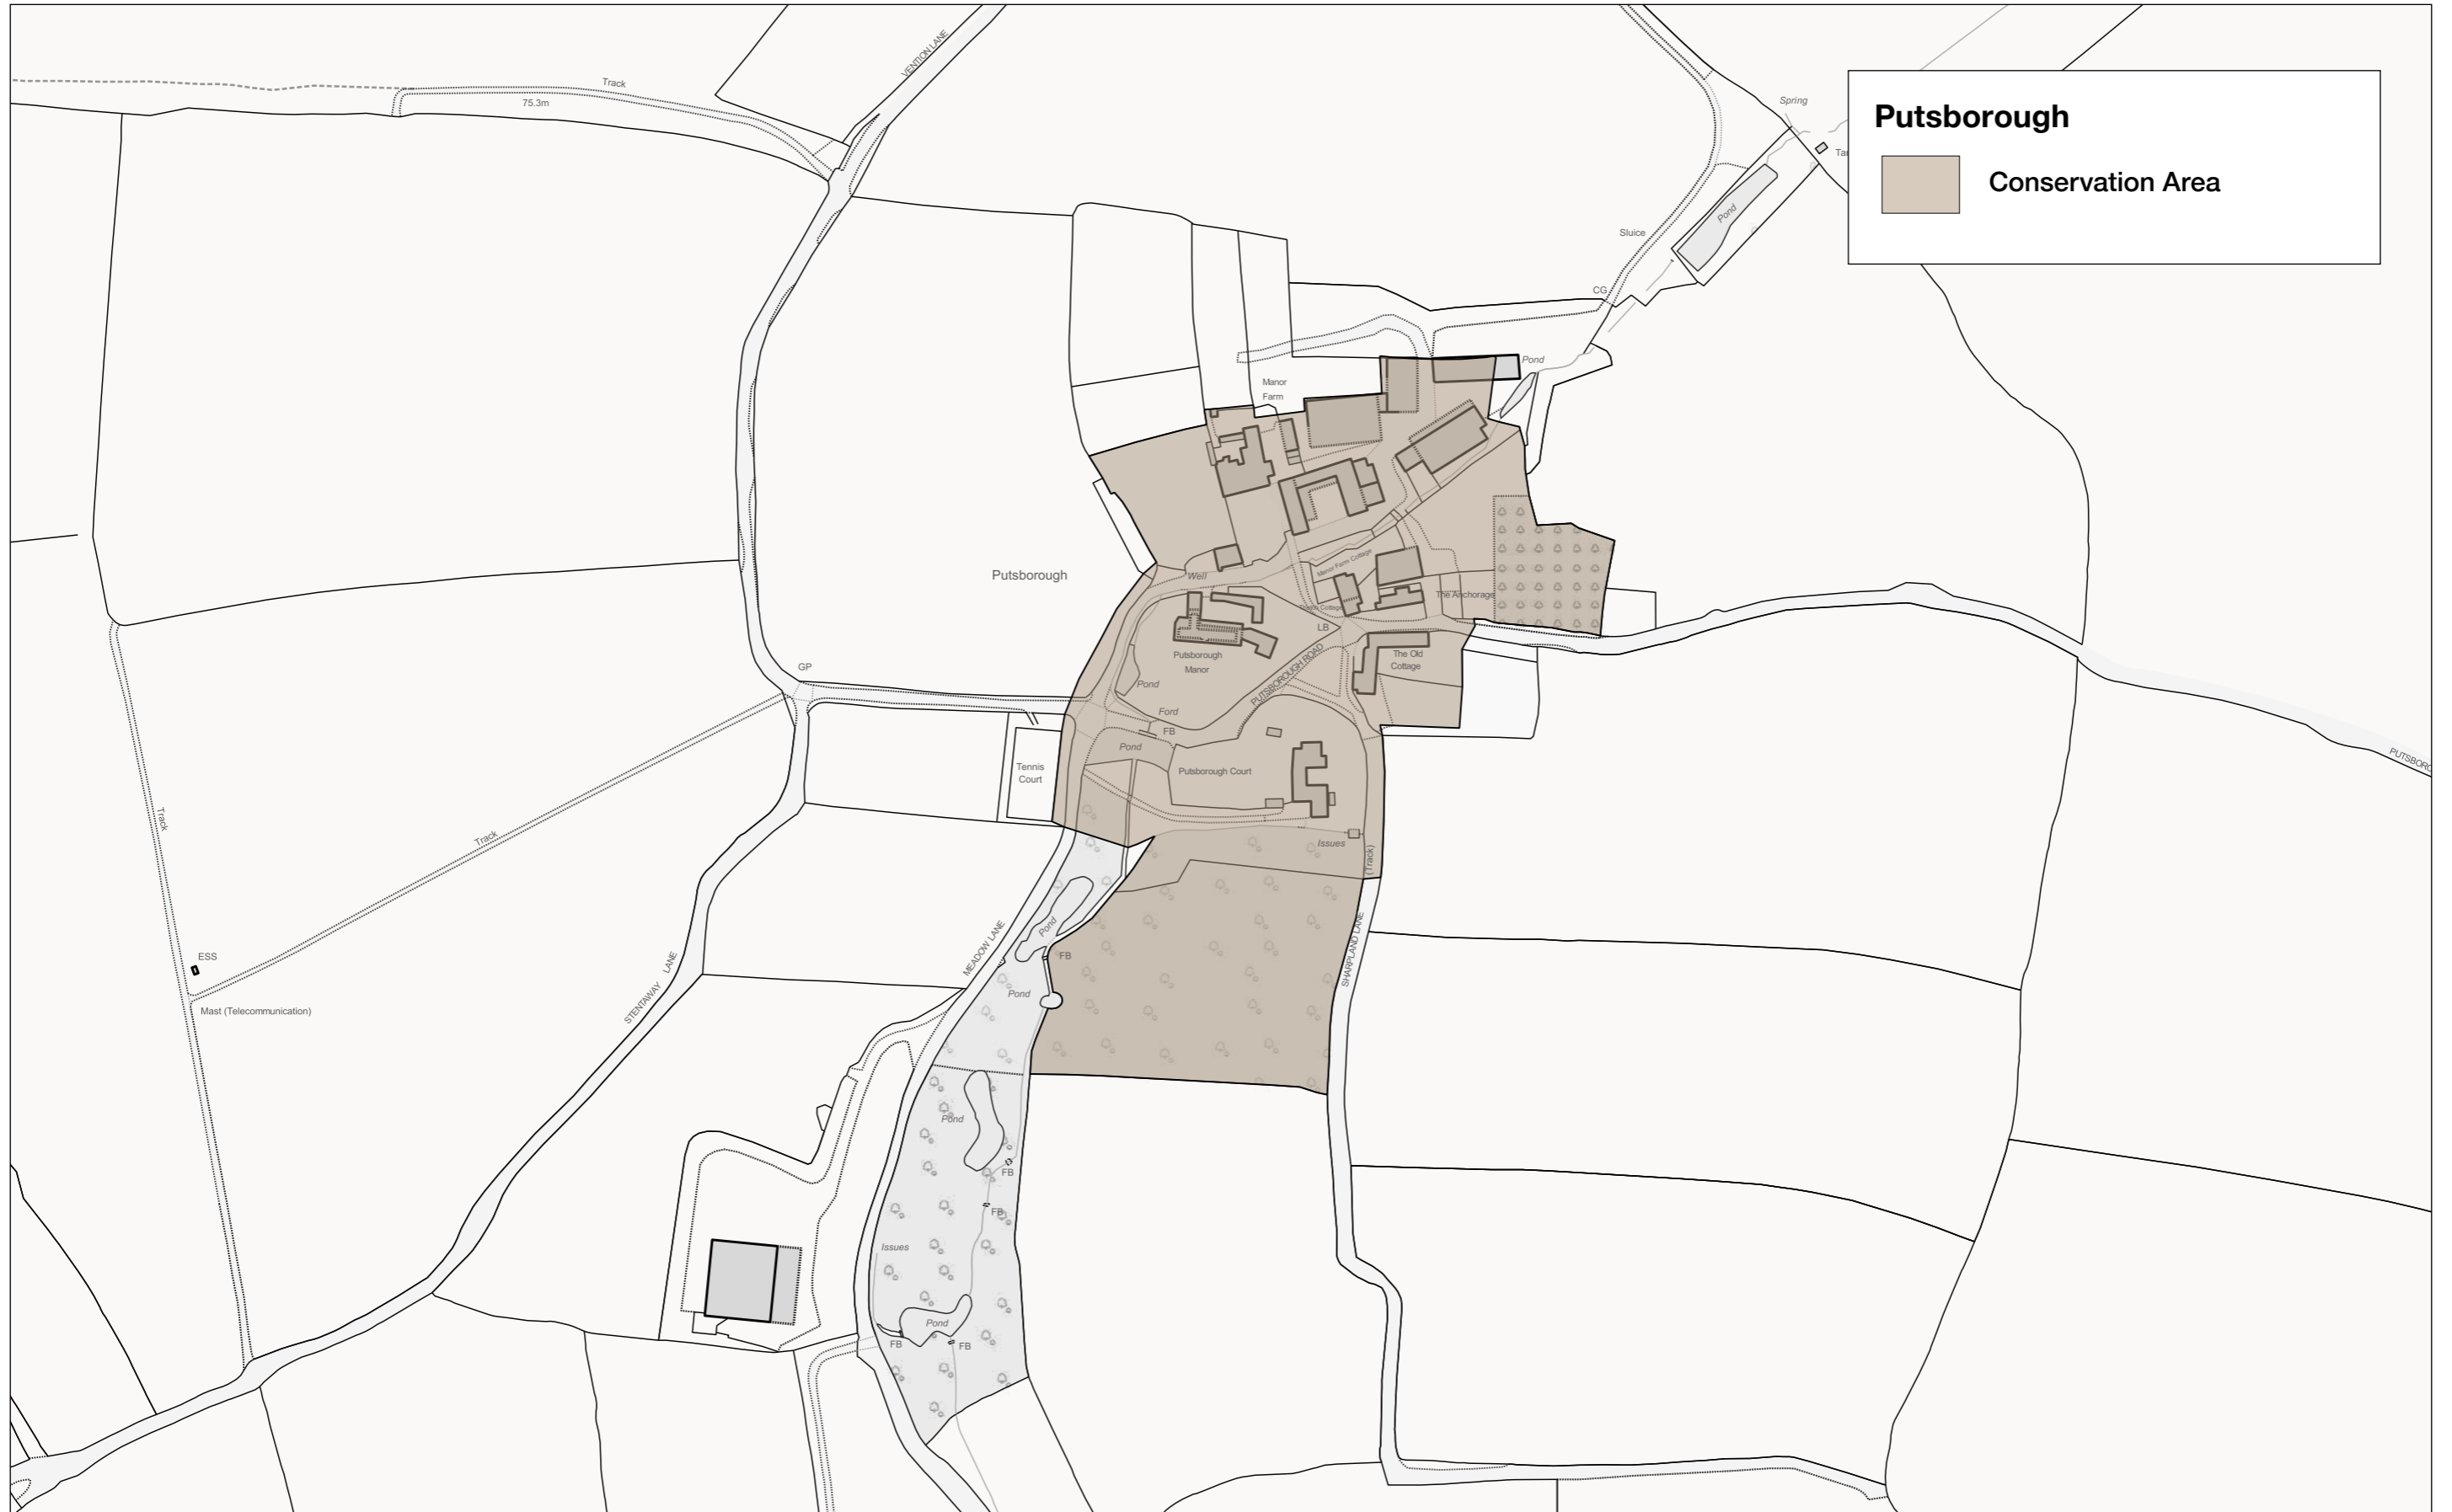 VENTION LANE
Track
75.3m
Spring
Putsborough
Conservation Area
Pond
Sluice
CG
Pond
Manor
Farm
Putsborough
Well
Manor Farm Cottage
The Anchorage
LB
Putsborough
Manor
PUTSBOROUGH ROAD
The Old
Cottage
GP
Pond
Ford
FB
Pond
Putsborough Court
Tennis
Court
PUTSBORO
Track
Track
Issues
(Track)
Pond
MEADOW LANE
FB
SHARPLAND LANE
ESS
Pond
STENTAWAY LANE
Mast (Telecommunication)
Pond
FB
FB
Issues
Pond
FB
FB